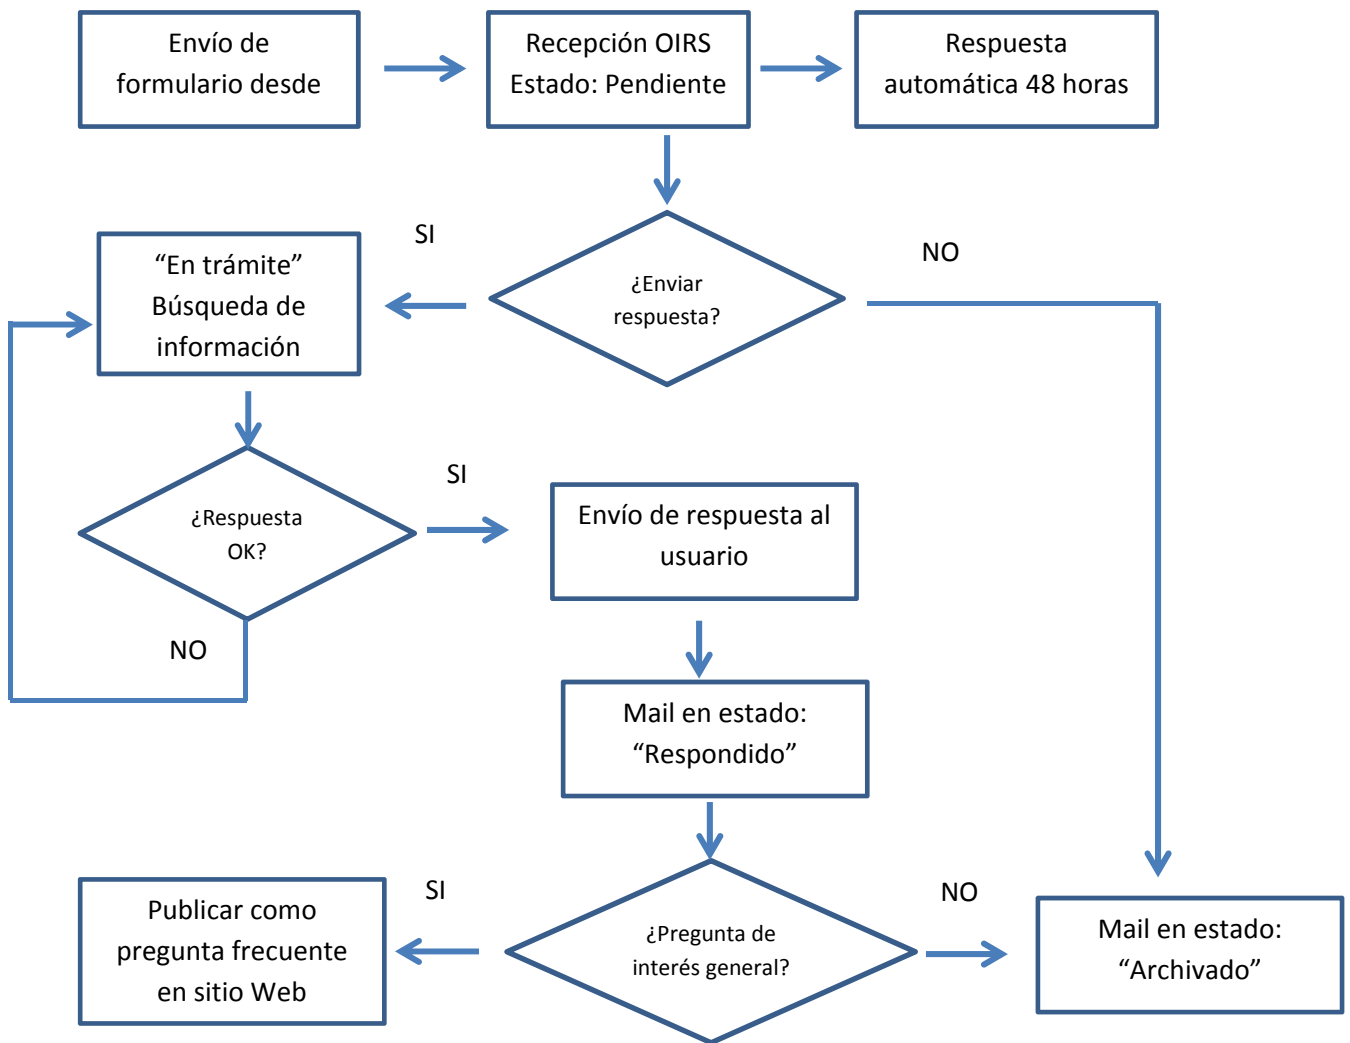 Envío de
formulario desde
Recepción OIRS
Estado: Pendiente
Respuesta
automática 48 horas
SI
NO
“En trámite”
Búsqueda de
información
¿Enviar
respuesta?
SI
¿Respuesta
OK?
Envío de respuesta al
usuario
NO
Mail en estado:
“Respondido”
SI
NO
Publicar como
pregunta frecuente
en sitio Web
¿Pregunta de
interés general?
Mail en estado:
“Archivado”